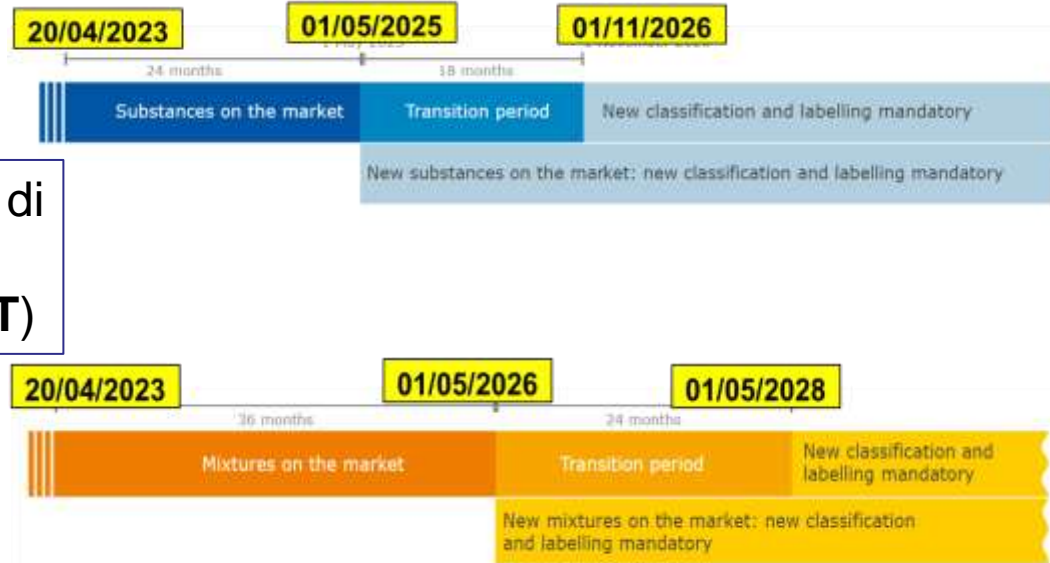 20/04/2023
01/05/2025
01/11/2026
24 months
18 months
Substances on the market
Transition period
New classification and labelling mandatory
New substances on the market: new classification and labelling mandatory
di
T)
20/04/2023
01/05/2026
01/05/2028
36 months
24 months
Mixtures on the market
Transition period
New classification and
labelling mandatory
New mixtures on the market: new classification
and labelling mandatory